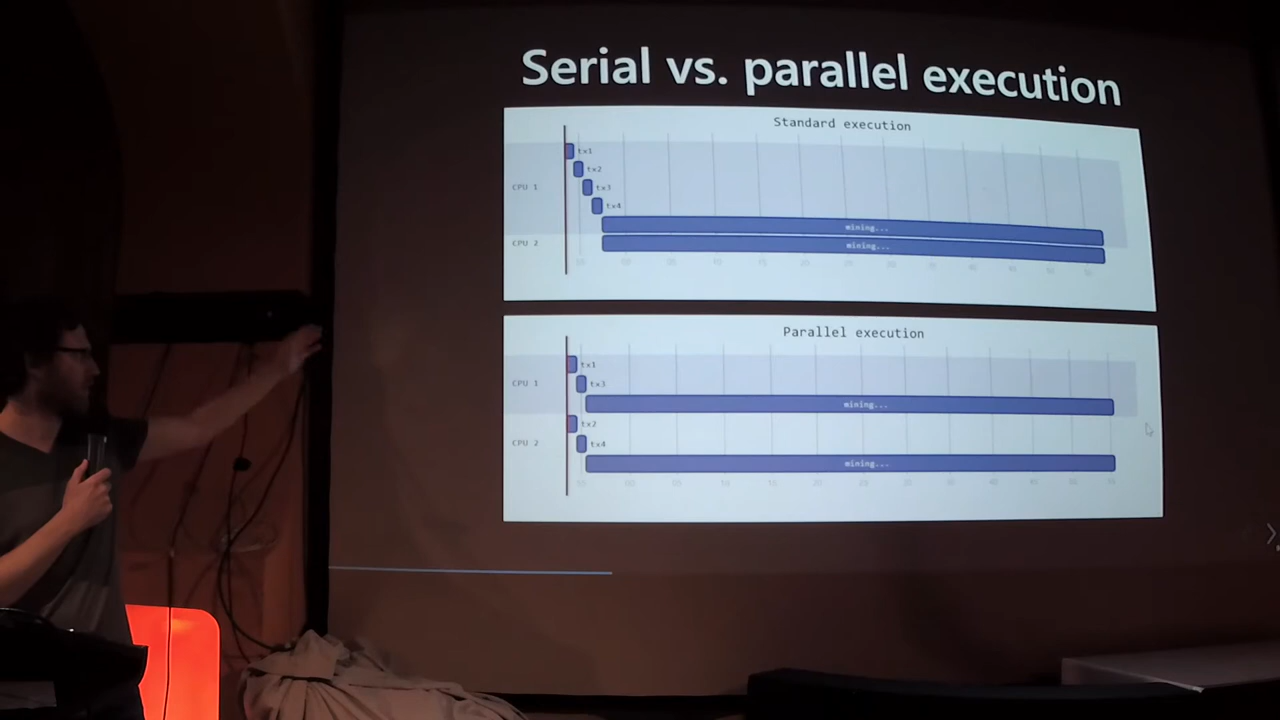 Serial vs. parallel execution
Standard execution
tx1
tx2
CPU 1
tx3
tx4
mining...
CPU 2
mining...
Parallel execution
tx1
CPU 1
tx3
mining...
tx2
CPU 2
tx4
mining...